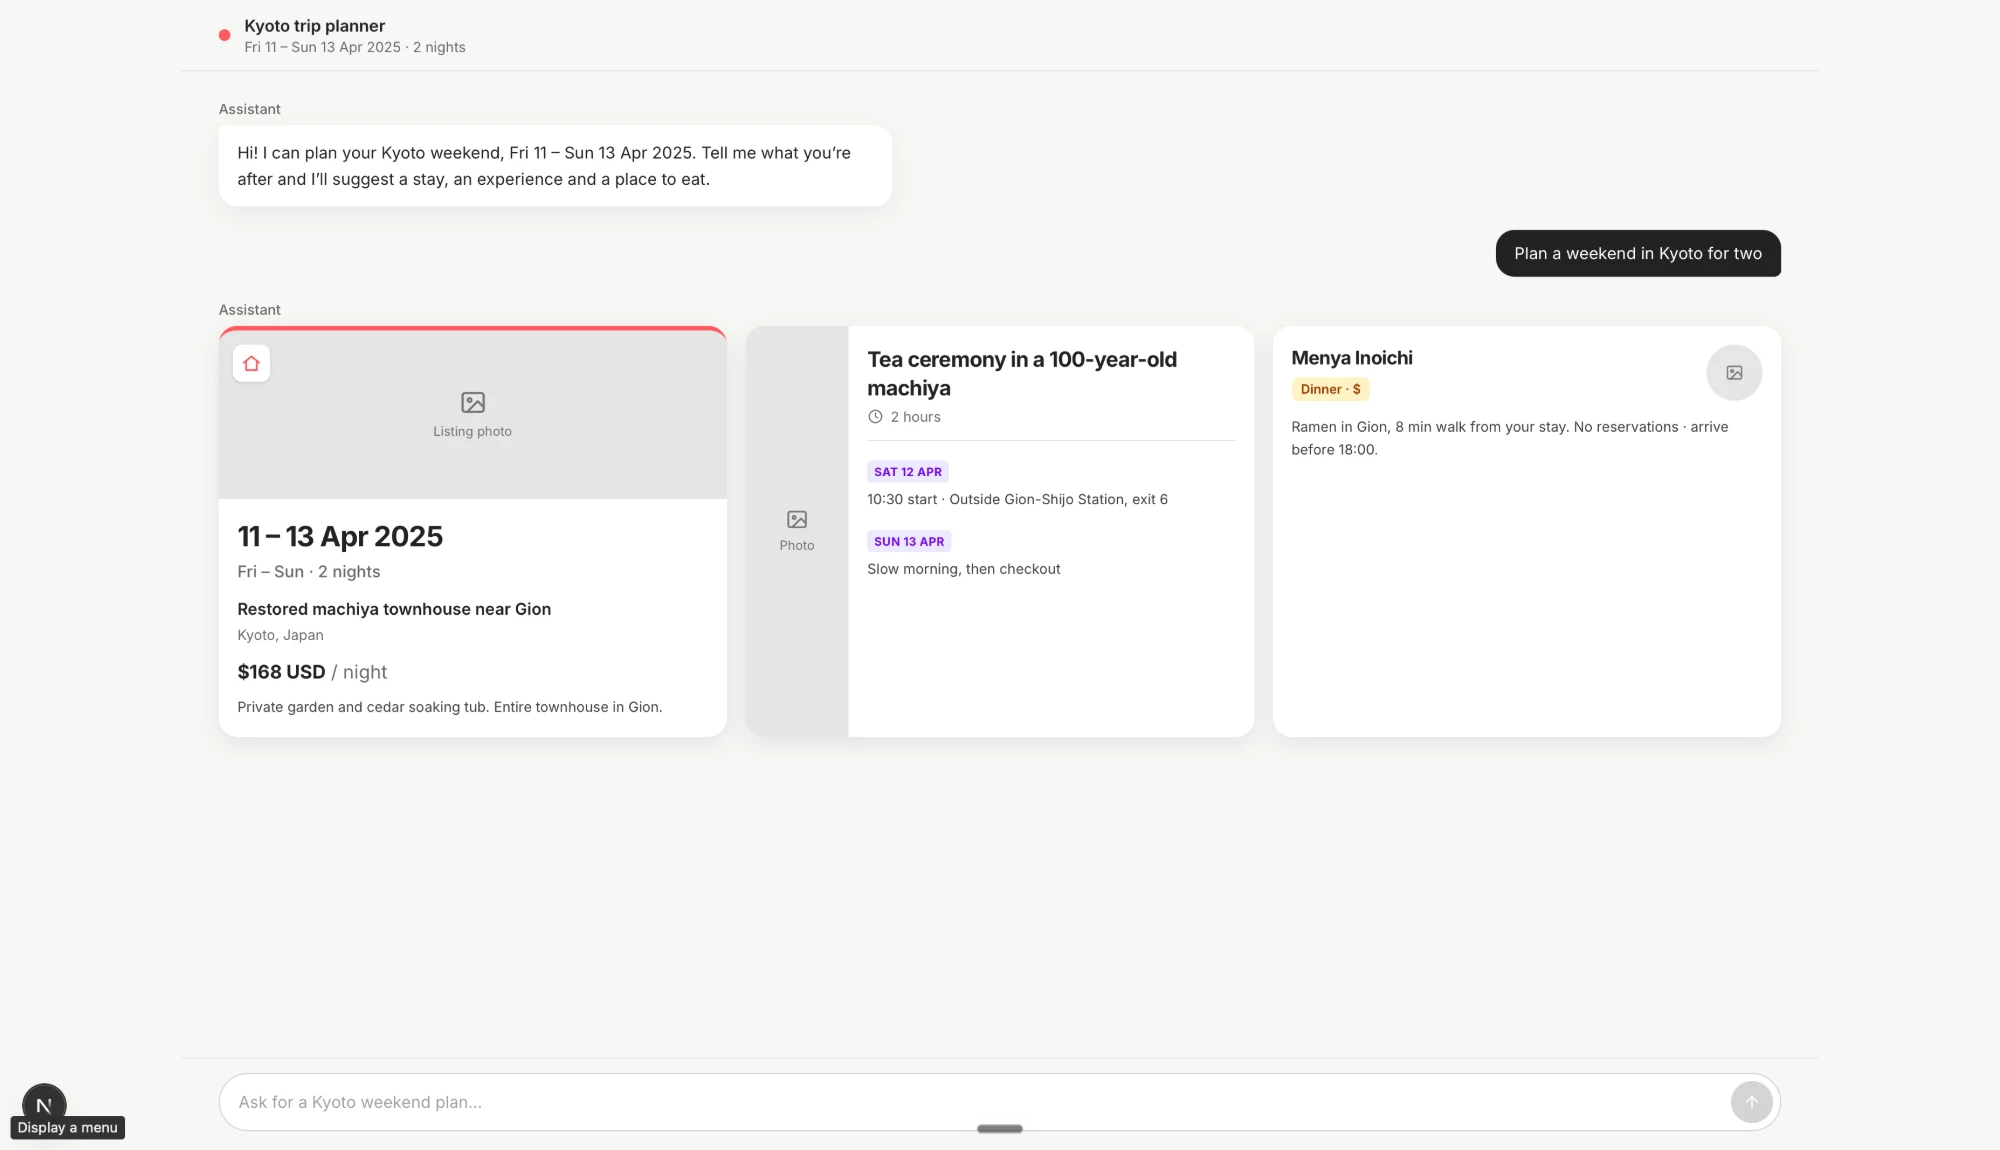 Kyoto trip planner
Fri 11 – Sun 13 Apr 2025 · 2 nights
Assistant
Hi! I can plan your Kyoto weekend, Fri 11 – Sun 13 Apr 2025. Tell me what you’re
after and I’ll suggest a stay, an experience and a place to eat.
Plan a weekend in Kyoto for two
Assistant
Listing photo
11 – 13 Apr 2025
Fri – Sun · 2 nights
Restored machiya townhouse near Gion
Kyoto, Japan
$168 USD / night
Private garden and cedar soaking tub. Entire townhouse in Gion.
Photo
Tea ceremony in a 100-year-old
machiya
2 hours
SAT 12 APR
10:30 start · Outside Gion-Shijo Station, exit 6
SUN 13 APR
Slow morning, then checkout
Menya Inoichi
Dinner · $
Ramen in Gion, 8 min walk from your stay. No reservations · arrive
before 18:00.
Ask for a Kyoto weekend plan...
N
Display a menu